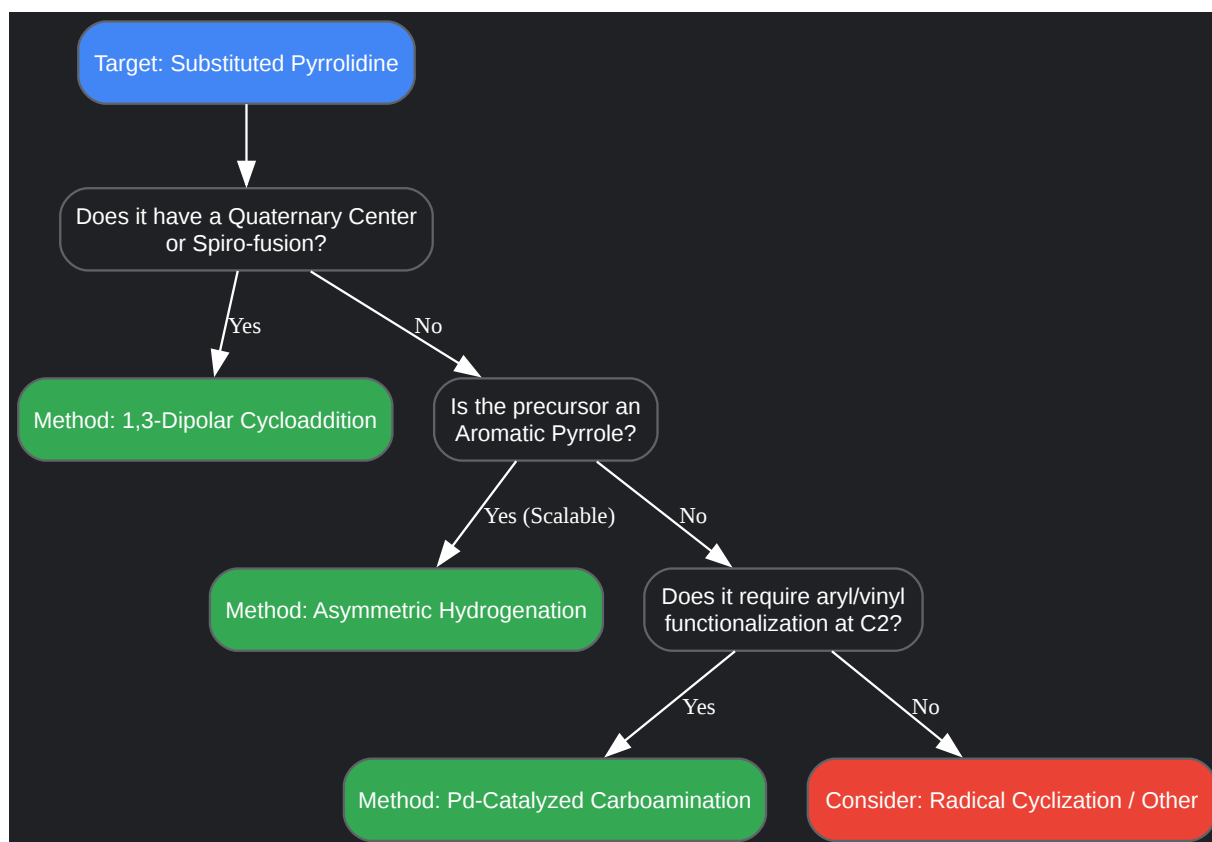 Target: Substituted Pyrrolidine
Does it have a Quaternary Center
or Spiro-fusion?
Yes
No
Method: 1,3-Dipolar Cycloaddition
Is the precursor an
Aromatic Pyrrole?
Yes (Scalable)
No
Method: Asymmetric Hydrogenation
Does it require aryl/vinyl
functionalization at C2?
Yes
No
Method: Pd-Catalyzed Carboamination
Consider: Radical Cyclization / Other